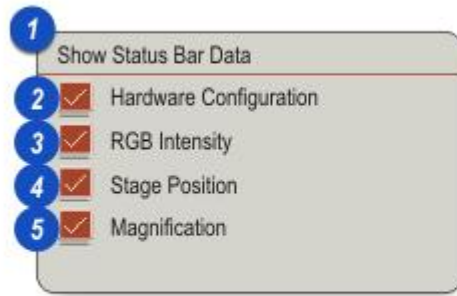 1
Show Status Bar Data
2 Hardware Configuration
3 RGB Intensity
4 Stage Position
5 Magnification